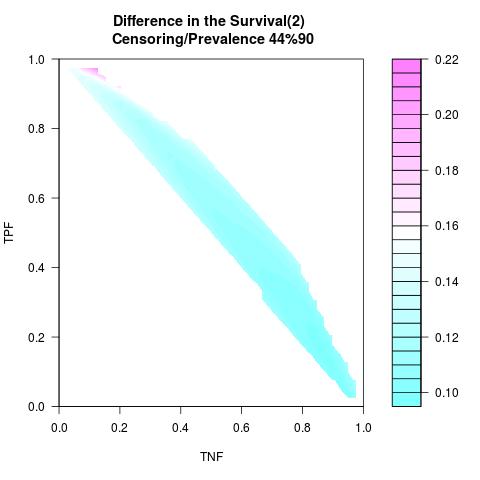 Difference in the Survival(2)
Censoring/Prevalence 44%90
1.0
0.8
0.6
0.4
0.2
0.0
TPF
0.0 0.2 0.4 0.6 0.8 1.0
TNF
0.22
0.20
0.18
0.16
0.14
0.12
0.10